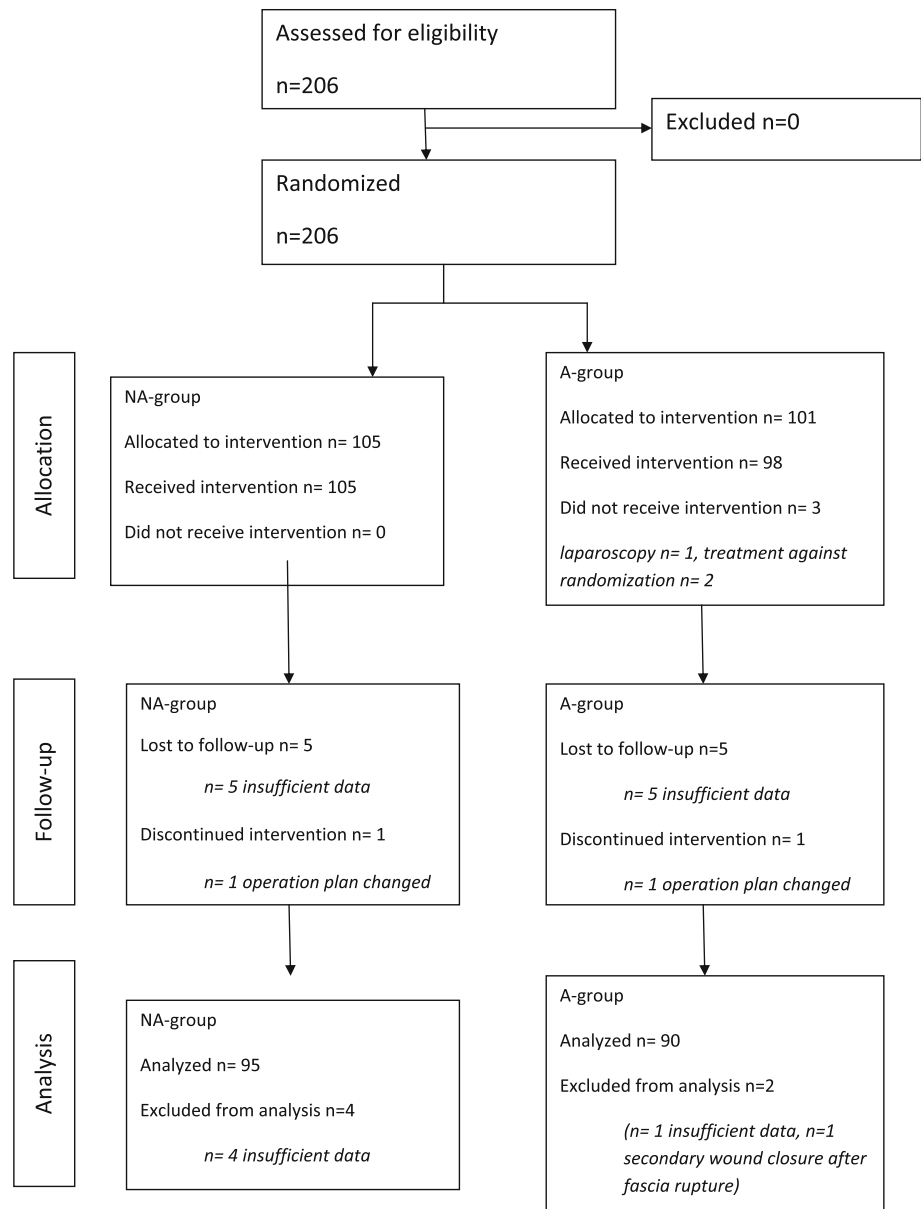 Assessed for eligibility
n=206
Excluded n=0
Randomized
n=206
Allocation
NA-group
Allocated to intervention n= 105
Received intervention n= 105
Did not receive intervention n= 0
A-group
Allocated to intervention n= 101
Received intervention n= 98
Did not receive intervention n= 3
laparoscopy n= 1, treatment against
randomization n= 2
Follow-up
NA-group
Lost to follow-up n= 5
n= 5 insufficient data
Discontinued intervention n= 1
n= 1 operation plan changed
A-group
Lost to follow-up n=5
n= 5 insufficient data
Discontinued intervention n= 1
n= 1 operation plan changed
Analysis
NA-group
Analyzed n= 95
Excluded from analysis n=4
n= 4 insufficient data
A-group
Analyzed n= 90
Excluded from analysis n=2
(n= 1 insufficient data, n=1
secondary wound closure after
fascia rupture)